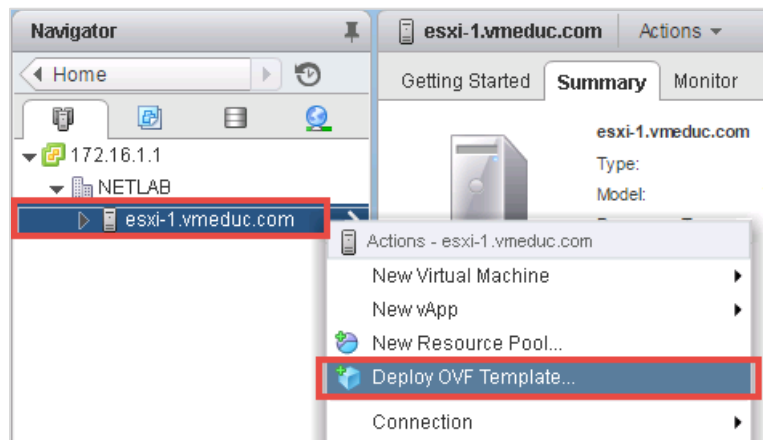 Navigator
Home
172.16.1.1
NETLAB
esxi-1.vmeduc.com
esxi-1.vmeduc.com Actions
Getting Started Summary Monitor
esxi-1.vmeduc.com
Type:
Model:
Actions - esxi-1.vmeduc.com
New Virtual Machine
New vApp
New Resource Pool...
Deploy OVF Template...
Connection